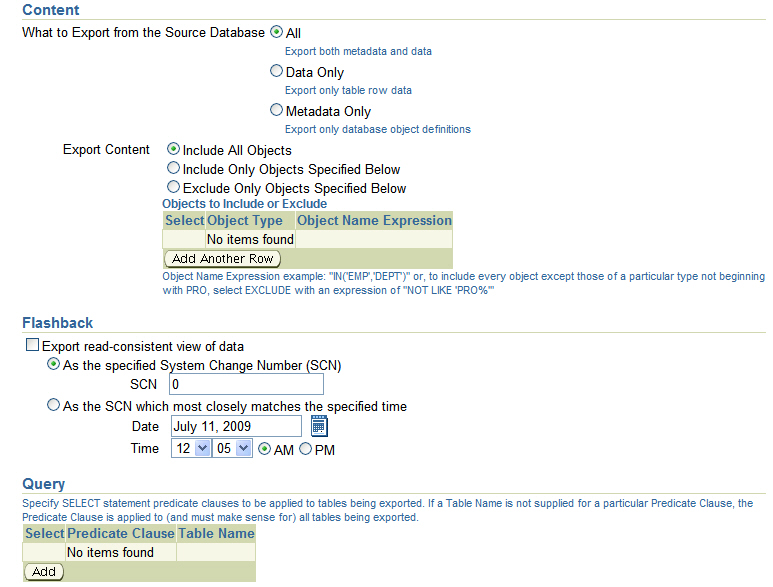 Content
What to Export from the Source Database All
Export both metadata and data
Data Only
Export only table row data
Metadata Only
Export only database object definitions
Export Content Include All Objects
Include Only Objects Specified Below
Exclude Only Objects Specified Below
Objects to Include or Exclude
Select Object Type Object Name Expression
No items found
Add Another Row
Object Name Expression example: "IN('EMP','DEPT')" or, to include every object except those of a particular type not beginning
with PRO, select EXCLUDE with an expression of "NOT LIKE 'PRO%'"
Flashback
Export read-consistent view of data
As the specified System Change Number (SCN)
SCN 0
As the SCN which most closely matches the specified time
Date July 11, 2009
Time 12 05 AM PM
Query
Specify SELECT statement predicate clauses to be applied to tables being exported. If a Table Name is not supplied for a particular Predicate Clause, the
Predicate Clause is applied to (and must make sense for) all tables being exported.
Select Predicate Clause Table Name
No items found
Add